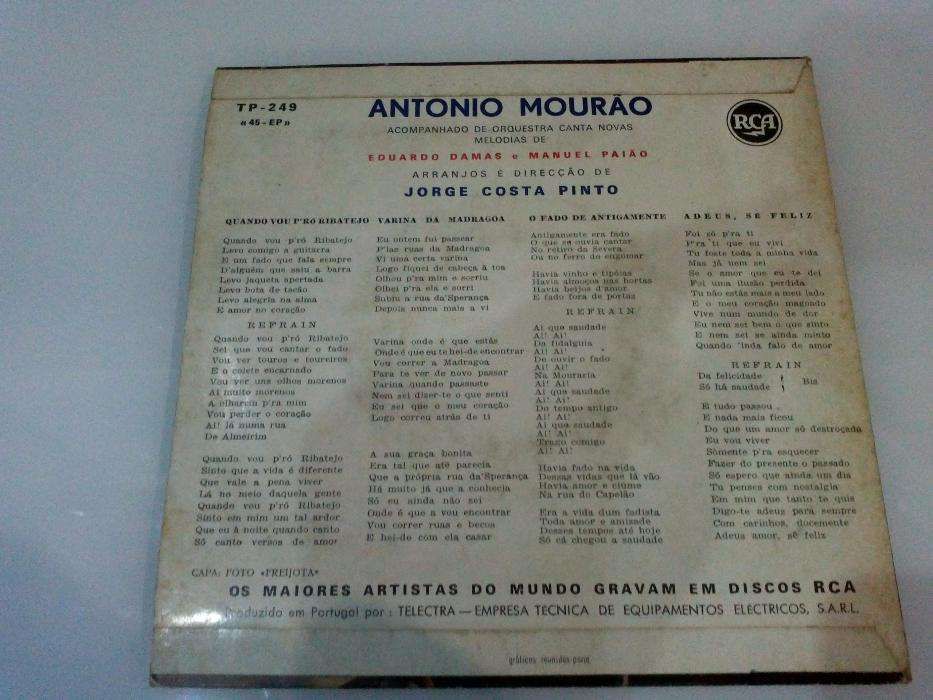 TP-249
«45-EP»
ANTONIO MOURÃO
ACOMPANHADO DE ORQUESTRA CANTA NOVAS
MELODIAS DE
EDUARDO DAMAS e MANUEL PAIÃO
ARRANJOS E DIRECÇÃO DE
JORGE COSTA PINTO
RCA
QUANDO VOU P'RÓ RIBATEJO
Quando vou p'ró Ribatejo
Levo comigo a guitarra
E um fado que fala sempre
D'alguém que saiu a barra
Levo jaqueta apertada
Levo bota de tacão
Levo alegria na alma
E amor no coração
REFRAIN
Quando vou p'ró Ribatejo
Sei que vou cantar o fado
Vou ver touros e toureiros
E o colete encarnado
Vou ver uns olhos morenos
Ai muito morenos
A olharem p'ra mim
Vou perder o coração
Ai! lá numa rua
De Almeirim
Quando vou p'ró Ribatejo
Sinto que a vida é diferente
Que vale a pena viver
Lá no meio daquela gente
Quando vou p'ró Ribatejo
Sinto em mim um tal ardor
Que eu à noite quando canto
Só canto versos de amor
VARINA DA MADRAGOA
Eu ontem fui passear
P'las ruas da Madragoa
Vi uma certa varina
Logo fiquei de cabeça à toa
Olhou p'ra mim e sorriu
Olhei p'ra ela e sorri
Subiu a rua da'Sperança
Depois nunca mais a vi
Varina onde é que estás
Onde é que eu te hei-de encontrar
Vou correr a Madragoa
Para te ver de novo passar
Varina quando passaste
Nem sei dizer-te o que senti
Eu sei que o meu coração
Logo correu atrás de ti
A sua graça bonita
Era tal que até parecia
Que a própria rua da'Sperança
Há muito já que a conhecia
Só eu ainda não sei
Onde é que a vou encontrar
Vou correr ruas e becos
E hei-de com ela casar
O FADO DE ANTIGAMENTE
Antigamente era fado
O que se ouvia cantar
No retiro da Severa
Ou no ferro de engomar
Havia vinho e tipóias
Havia almoços nas hortas
Havia beijos d'amor
E fado fora de portas
REFRAIN
Ai que saudade
Ai! Ai!
Da fidalguia
Ai! Ai!
De ouvir o fado
Ai! Ai!
Na Mouraria
Ai! Ai!
Ai que saudade
Ai! Ai!
Do tempo antigo
Ai! Ai!
Ai que saudade
Ai! Ai!
Trago comigo
Ai! Ai!
Havia fado na vida
Dessas vidas que lá vão
Havia amor e ciúme
Na rua do Capelão
Era a vida dum fadista
Toda amor e amizade
Desses tempos até hoje
Só cá chegou a saudade
ADEUS, SÊ FELIZ
Foi só p'ra ti
P'ra ti que eu vivi
Tu foste toda a minha vida
Mas já nem sei
Se o amor que eu te dei
Foi uma ilusão perdida
Tu não estás mais a meu lado
E o meu coração magoado
Vive num mundo de dor
Eu nem sei bem o que sinto
E nem sei se ainda minto
Quando 'inda falo de amor
REFRAIN
Da felicidade
Só há saudade } Bis
E tudo passou
E nada mais ficou
Do que um amor só destroçado
Eu vou viver
Sòmente p'ra esquecer
Fazer do presente o passado
Só espero que ainda um dia
Tu penses com nostalgia
Em mim que tanto te quis
Digo-te adeus para sempre
Com carinhos, docemente
Adeus amor, sê feliz
CAPA: FOTO «FREIJOTA»
OS MAIORES ARTISTAS DO MUNDO GRAVAM EM DISCOS RCA
Produzido em Portugal por: TELECTRA — EMPRESA TECNICA DE EQUIPAMENTOS ELECTRICOS, S.A.R.L.
gráficos reunidos-porto